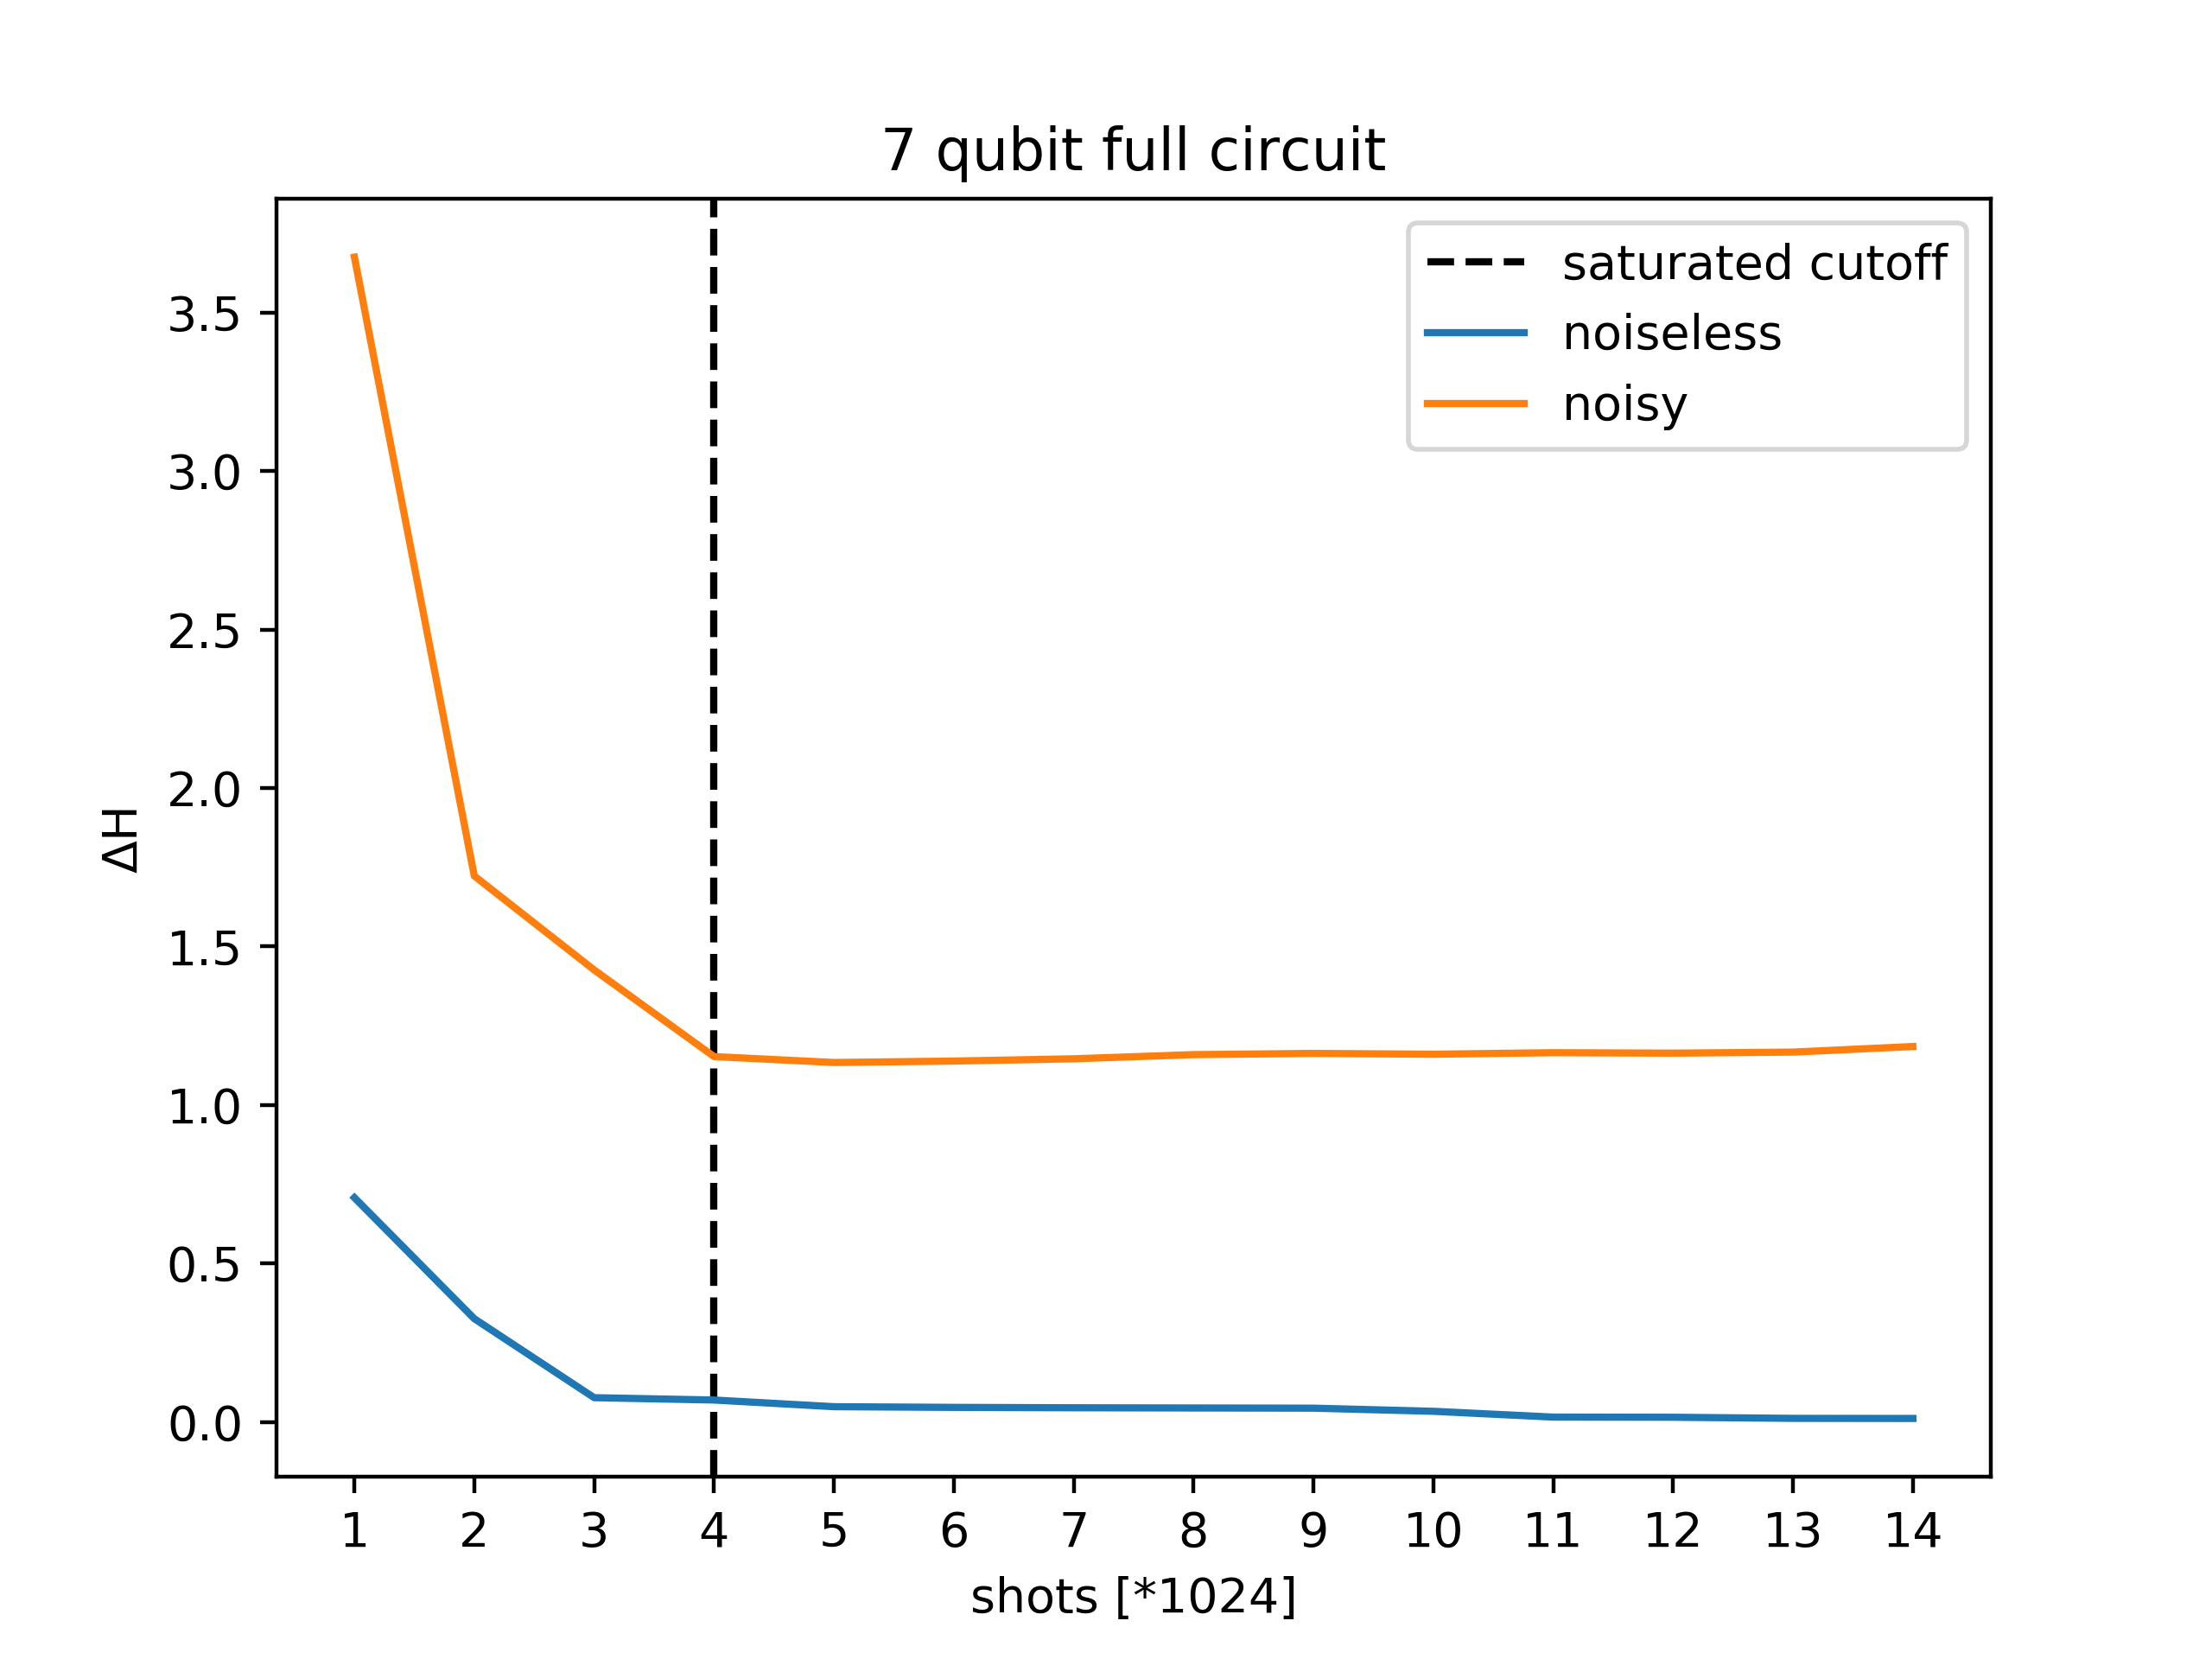 7 qubit full circuit
saturated cutoff
noiseless
noisy
3.5
3.0
2.5
2.0
1.5
1.0
0.5
0.0
ΔH
1 2 3 4 5 6 7 8 9 10 11 12 13 14
shots [*1024]